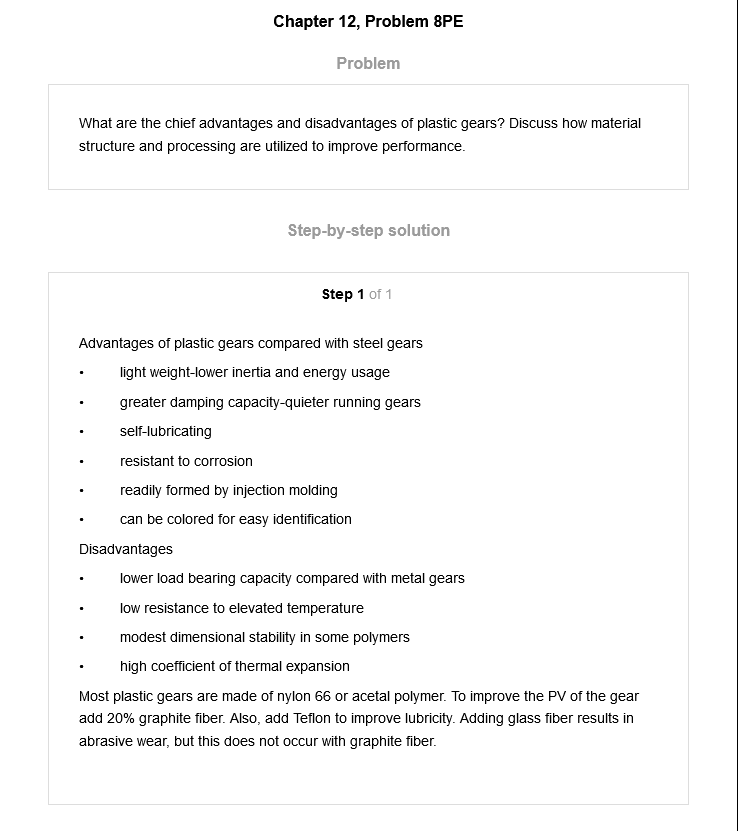 Chapter 12, Problem 8PE
Problem
What are the chief advantages and disadvantages of plastic gears? Discuss how material
structure and processing are utilized to improve performance.
Step-by-step solution
Step 1 of 1
Advantages of plastic gears compared with steel gears
• light weight-lower inertia and energy usage
• greater damping capacity-quieter running gears
• self-lubricating
• resistant to corrosion
• readily formed by injection molding
• can be colored for easy identification
Disadvantages
• lower load bearing capacity compared with metal gears
• low resistance to elevated temperature
• modest dimensional stability in some polymers
• high coefficient of thermal expansion
Most plastic gears are made of nylon 66 or acetal polymer. To improve the PV of the gear
add 20% graphite fiber. Also, add Teflon to improve lubricity. Adding glass fiber results in
abrasive wear, but this does not occur with graphite fiber.